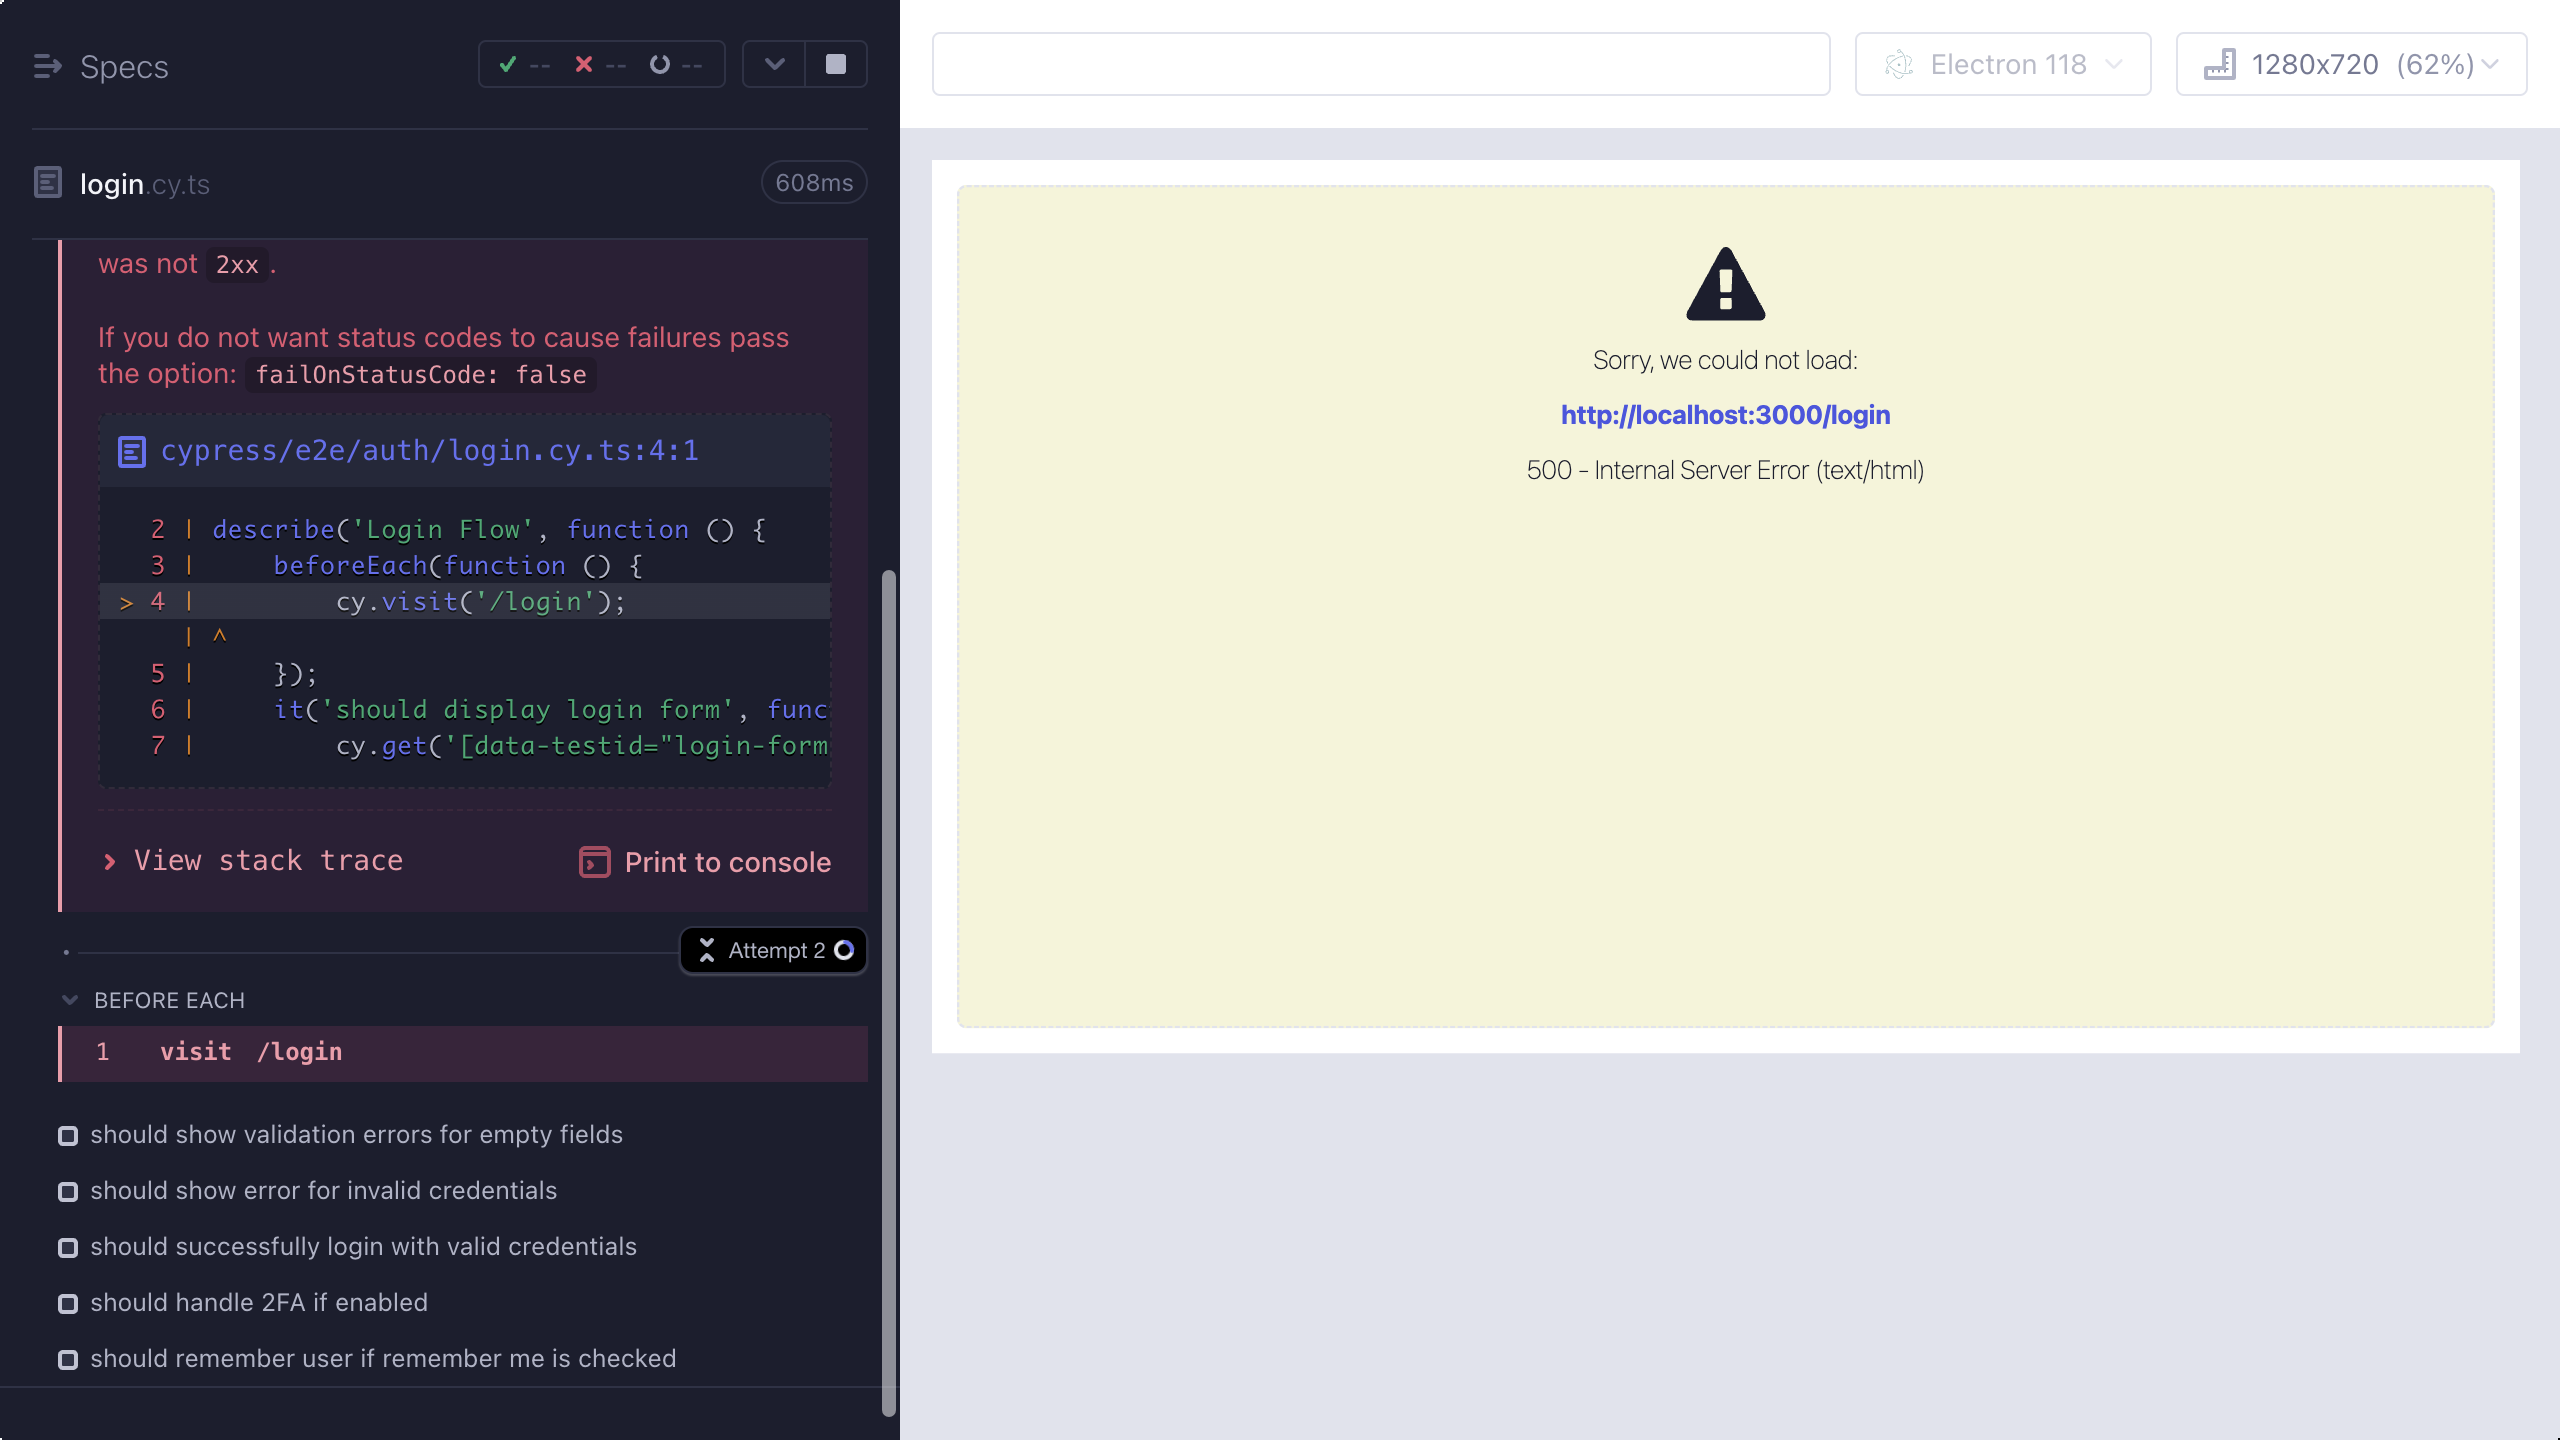 Specs
--
--
--
login.cy.ts
608ms
was not 2xx.
If you do not want status codes to cause failures pass
the option: failOnStatusCode: false
cypress/e2e/auth/login.cy.ts:4:1
2 | describe('Login Flow', function () {
3 | beforeEach(function () {
> 4 | cy.visit('/login');
| ^
5 | });
6 | it('should display login form', func
7 | cy.get('[data-testid="login-form
View stack trace
Print to console
Attempt 2
BEFORE EACH
1 visit /login
should show validation errors for empty fields
should show error for invalid credentials
should successfully login with valid credentials
should handle 2FA if enabled
should remember user if remember me is checked
Electron 118
1280x720 (62%)
Sorry, we could not load:
http://localhost:3000/login
500 - Internal Server Error (text/html)